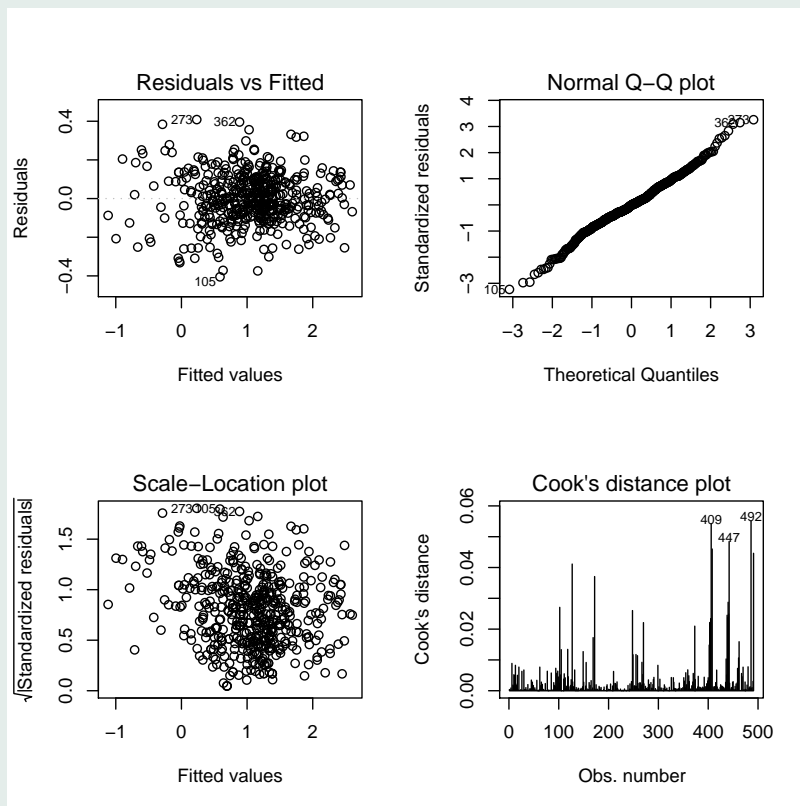 Residuals vs Fitted
Residuals
0.4
0.0
−0.4
273
362
105
−1 0 1 2
Fitted values
Normal Q−Q plot
Standardized residuals
4
3
2
−1
−3
362
273
105
−3 −2 −1 0 1 2 3
Theoretical Quantiles
Scale−Location plot
√|Standardized residuals|
1.5
1.0
0.5
0.0
273
105
362
−1 0 1 2
Fitted values
Cook's distance plot
Cook's distance
0.06
0.04
0.02
0.00
409
447
492
0 100 200 300 400 500
Obs. number